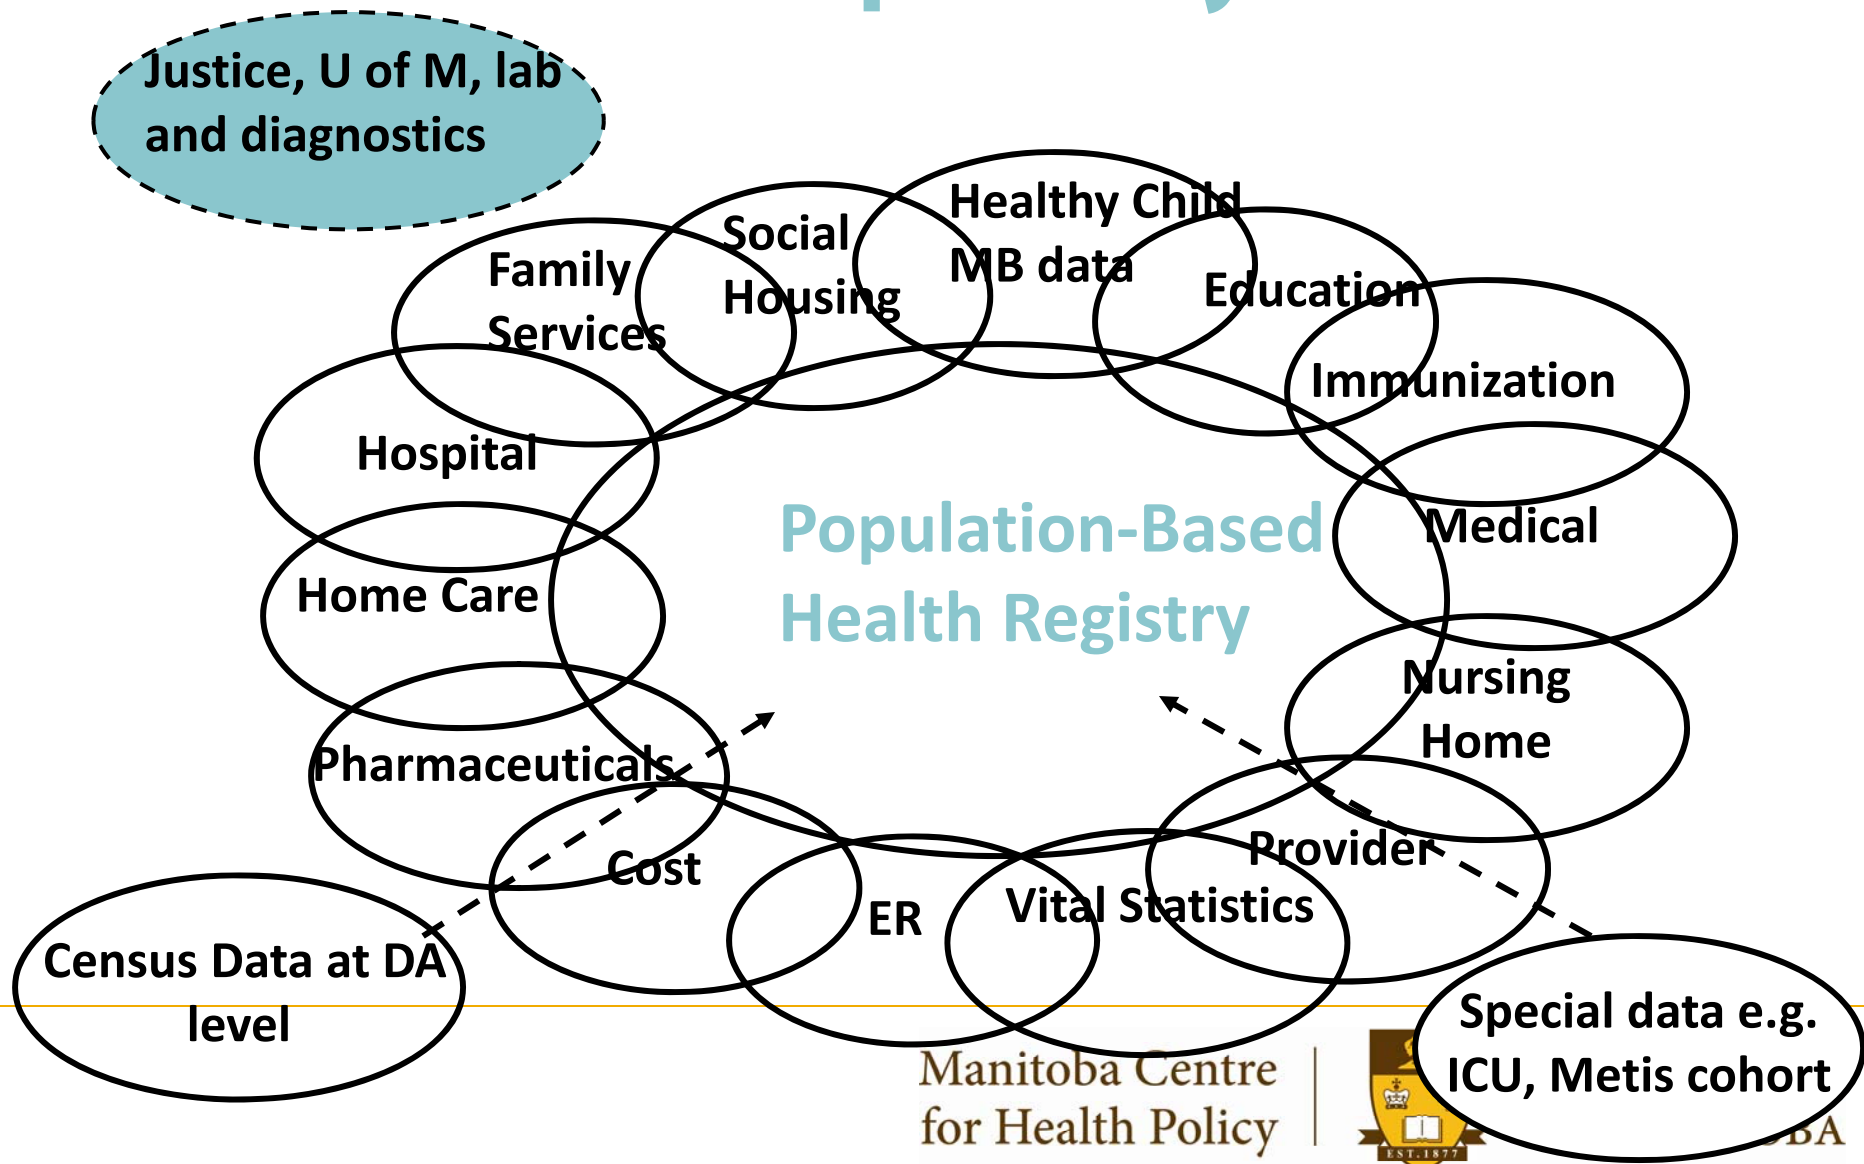 Justice, U of M, lab
and diagnostics
Healthy Child
MB data
Social
Housing
Family
Services
Education
Immunization
Hospital
Medical
Population-Based
Health Registry
Home Care
Nursing
Home
Pharmaceuticals
Provider
Cost
ER
Vital Statistics
Census Data at DA
level
Special data e.g.
ICU, Metis cohort
Manitoba Centre
for Health Policy
EST. 1877